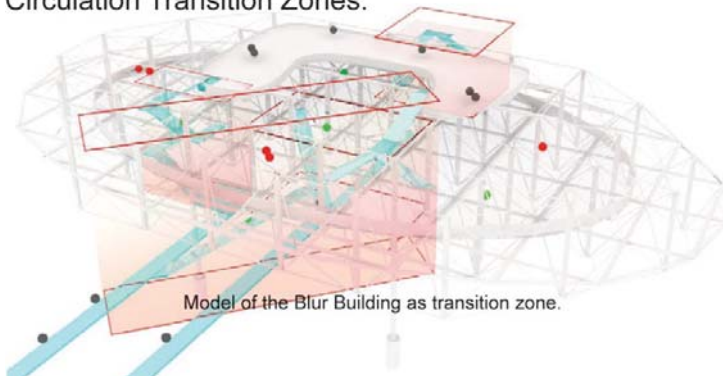 Circulation Transition Zones.
Model of the Blur Building as transition zone.